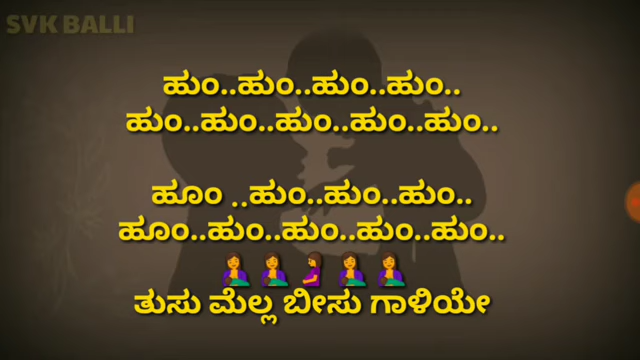 SVK BALLI
ಹುಂ..ಹುಂ..ಹುಂ..ಹುಂ..
ಹುಂ..ಹುಂ..ಹುಂ..ಹುಂ..ಹುಂ..
ಹೂಂ ..ಹುಂ..ಹುಂ..ಹುಂ..
ಹೂಂ..ಹುಂ..ಹುಂ..ಹುಂ..ಹುಂ..
ತುಸು ಮೆಲ್ಲ ಬೀಸು ಗಾಳಿಯೇ